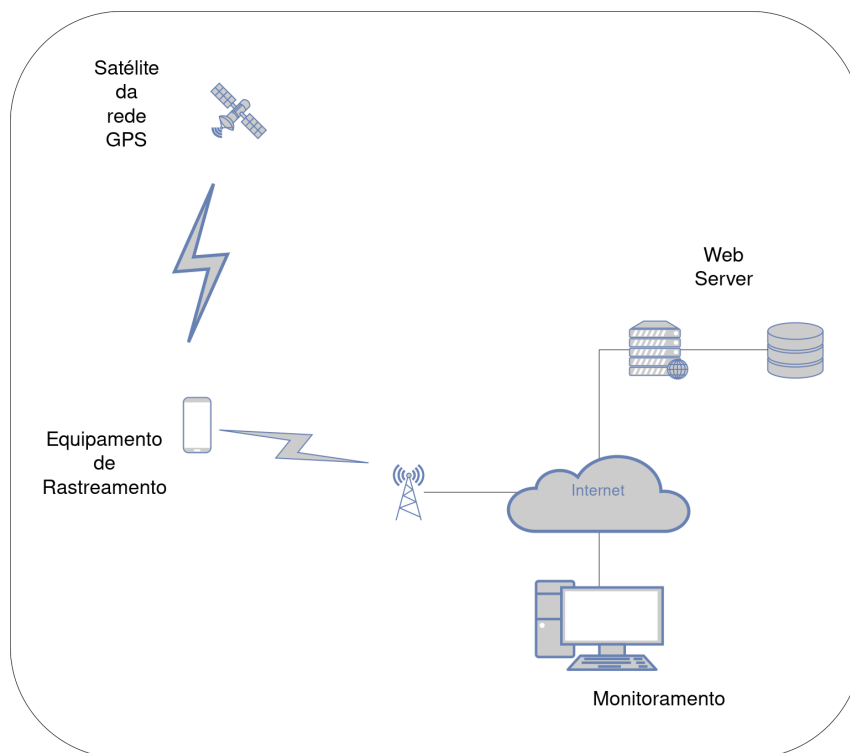 Satélite
da
rede
GPS
Web
Server
Equipamento
de
Rastreamento
Internet
Monitoramento